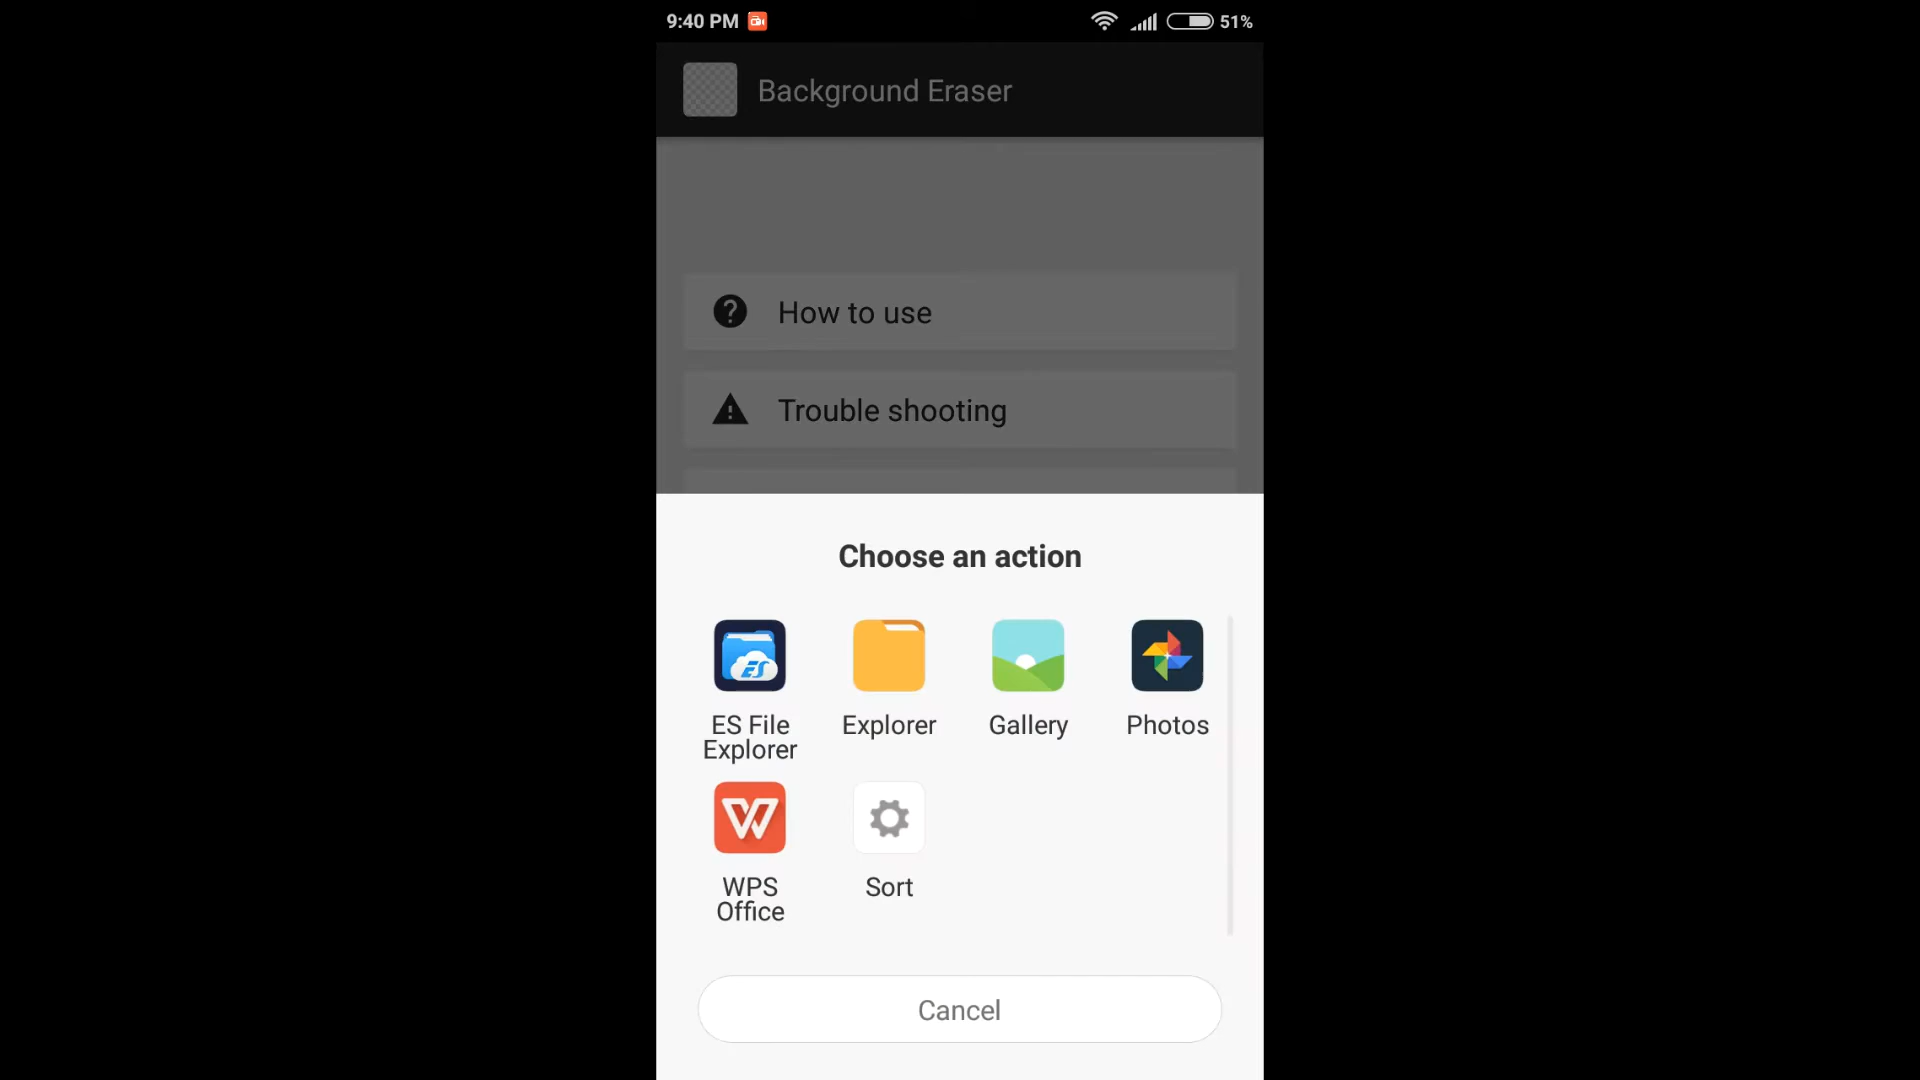 9:40 PM 51%
Background Eraser
How to use
Trouble shooting
Choose an action
ES
ES File
Explorer
Explorer
Gallery
Photos
W
WPS
Office
Sort
Cancel